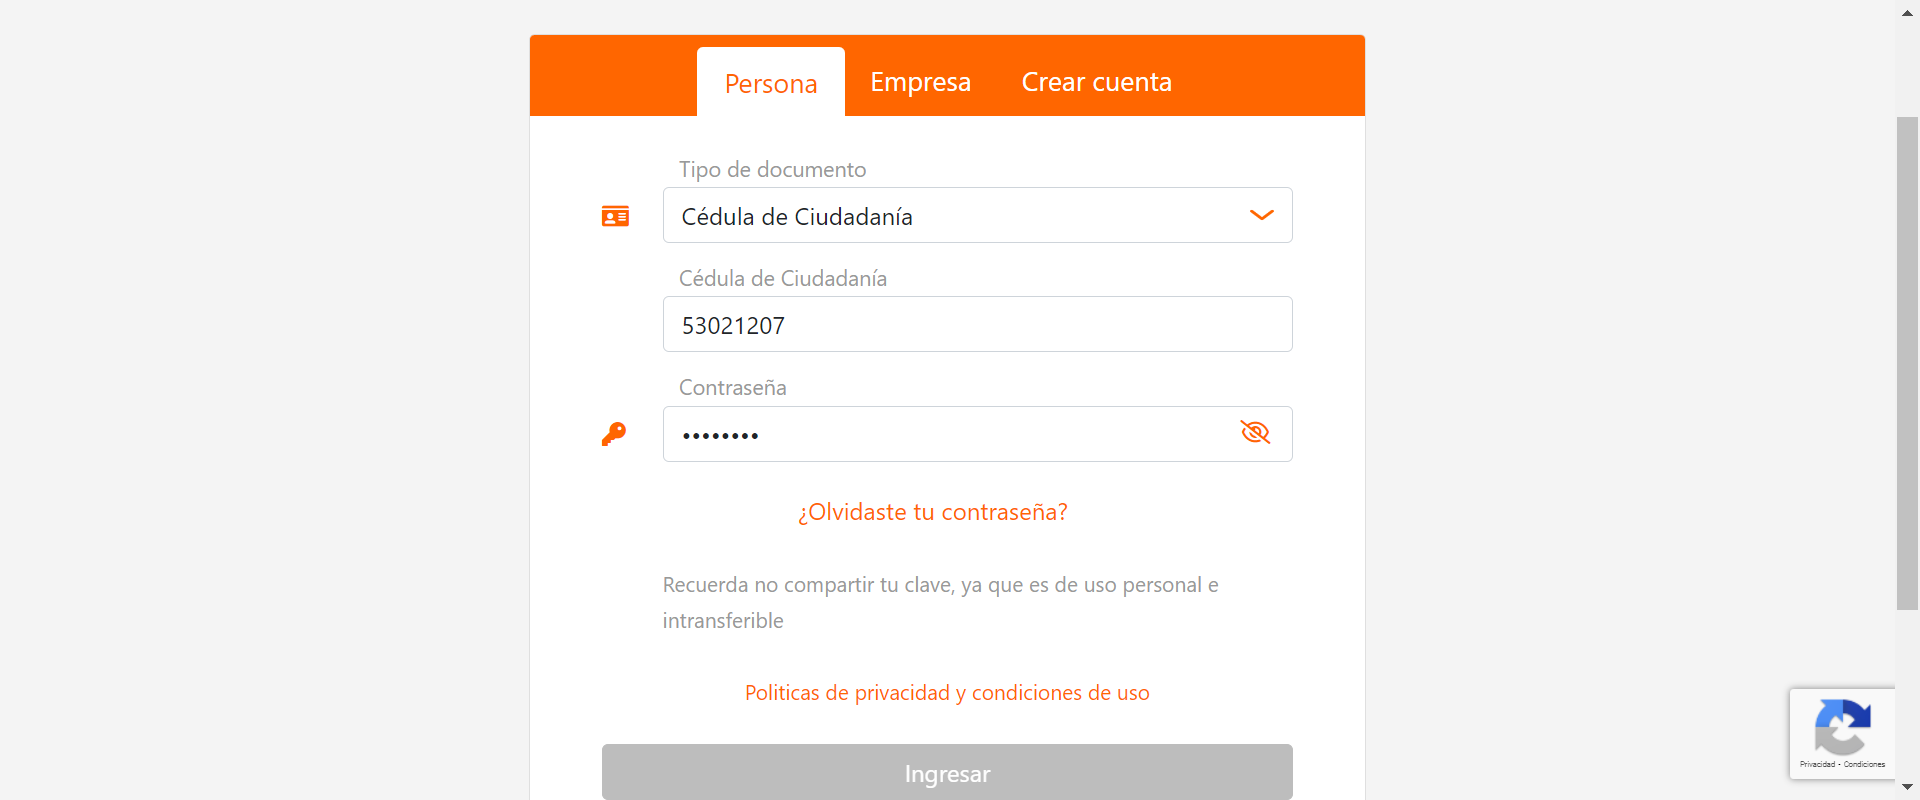 Persona Empresa Crear cuenta
Tipo de documento
Cédula de Ciudadanía
Cédula de Ciudadanía
53021207
Contraseña
••••••••
¿Olvidaste tu contraseña?
Recuerda no compartir tu clave, ya que es de uso personal e
intransferible
Politicas de privacidad y condiciones de uso
Ingresar
Privacidad - Condiciones